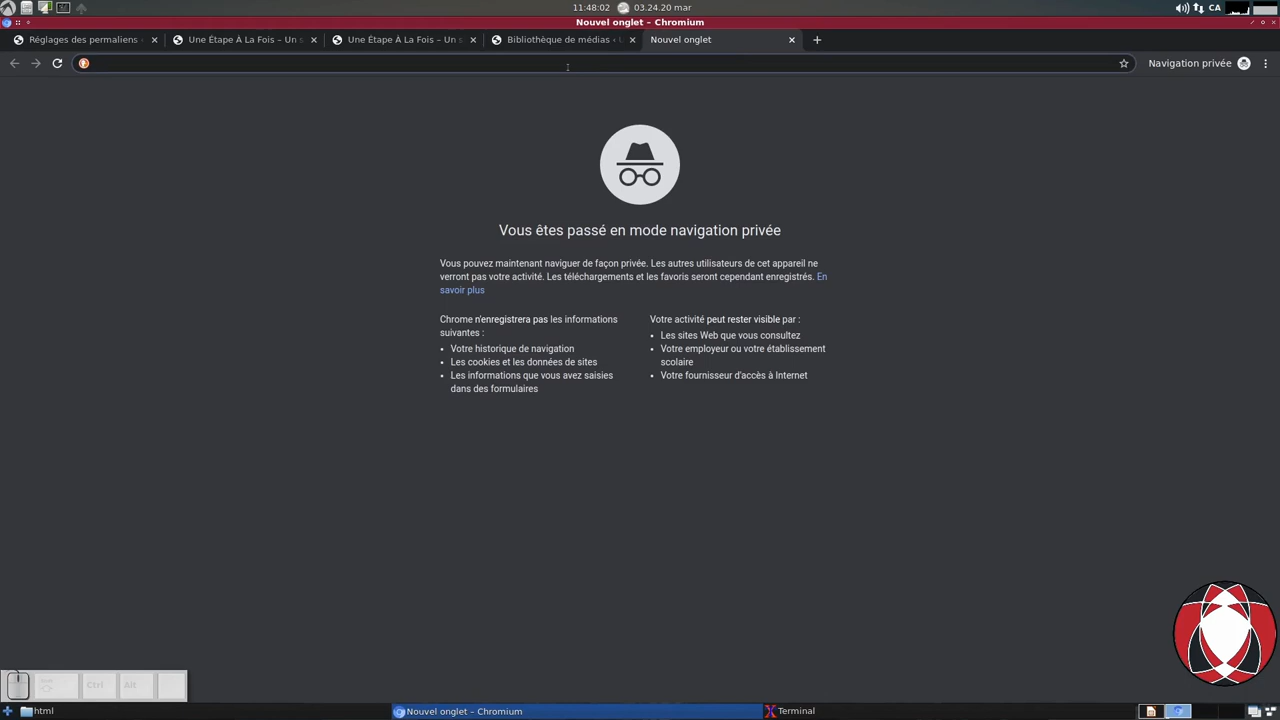 11:48:02
03.24.20 mar
CA
Nouvel onglet – Chromium
Réglages des permaliens ‹
Une Étape À La Fois – Un s
Une Étape À La Fois – Un s
Bibliothèque de médias ‹ U
Nouvel onglet
Navigation privée
Vous êtes passé en mode navigation privée
Vous pouvez maintenant naviguer de façon privée. Les autres utilisateurs de cet appareil ne
verront pas votre activité. Les téléchargements et les favoris seront cependant enregistrés. En
savoir plus
Chrome n'enregistrera pas les informations
suivantes :
• Votre historique de navigation
• Les cookies et les données de sites
• Les informations que vous avez saisies
dans des formulaires
Votre activité peut rester visible par :
• Les sites Web que vous consultez
• Votre employeur ou votre établissement
scolaire
• Votre fournisseur d'accès à Internet
Ctrl
Alt
html
Nouvel onglet – Chromium
Terminal